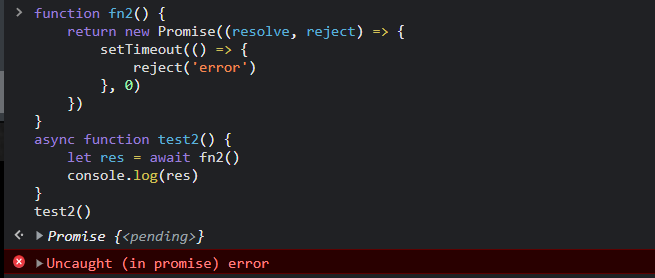 function fn2() {
    return new Promise((resolve, reject) => {
        setTimeout(() => {
            reject('error')
        }, 0)
    })
}
async function test2() {
    let res = await fn2()
    console.log(res)
}
test2()
Promise {<pending>}
Uncaught (in promise) error